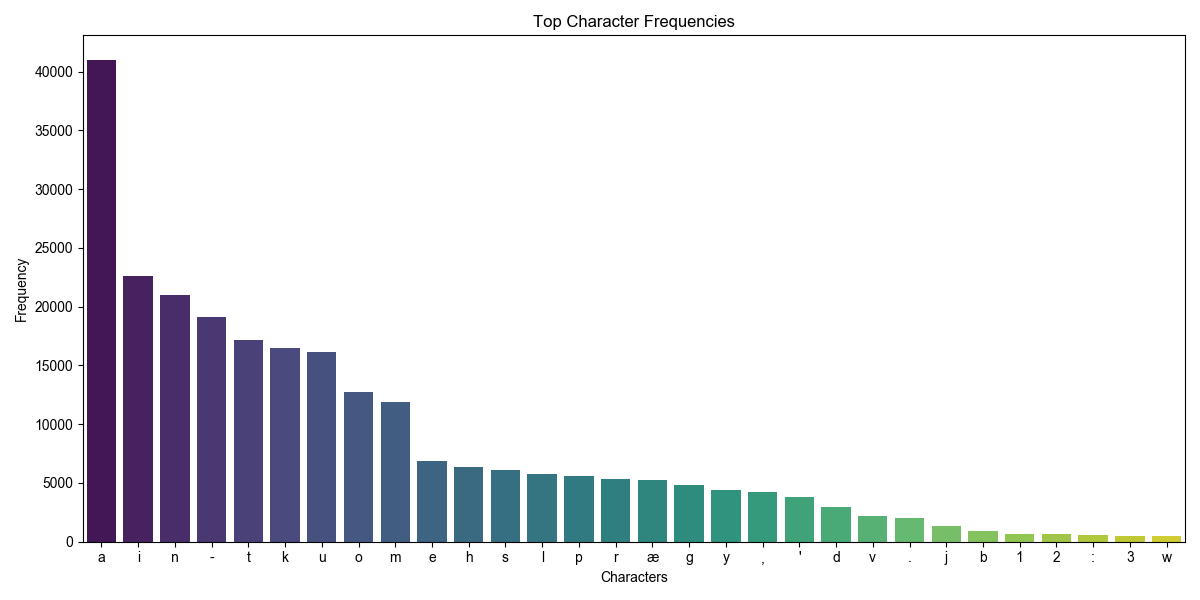 Top Character Frequencies
Frequency
40000
35000
30000
25000
20000
15000
10000
5000
0
a i n - t k u o m e h s l p r æ g y , ' d v . j b 1 2 : 3 w
Characters